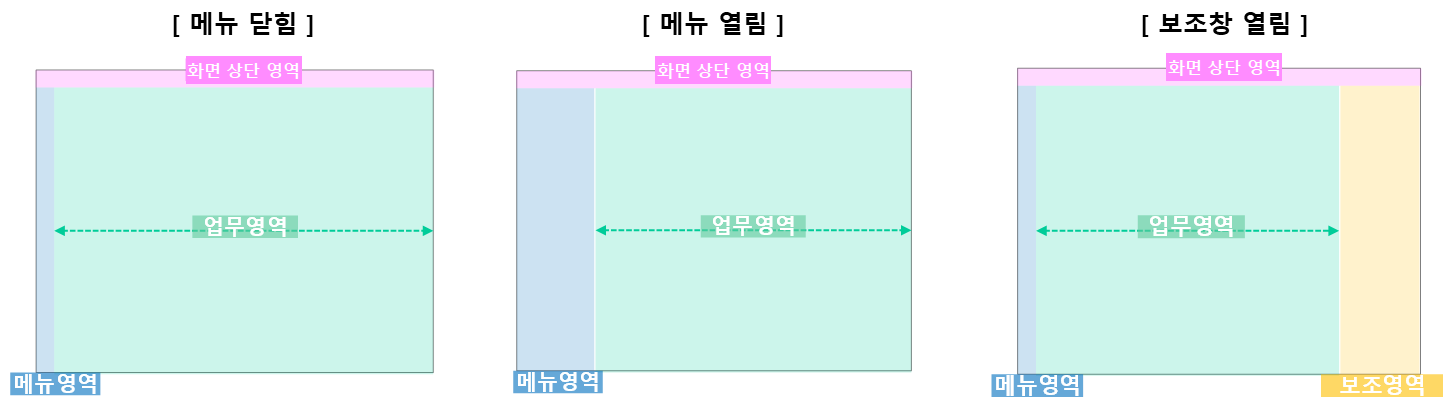 [ 메뉴 닫힘 ]
화면 상단 영역
업무영역
메뉴영역
[ 메뉴 열림 ]
화면 상단 영역
업무영역
메뉴영역
[ 보조창 열림 ]
화면 상단 영역
업무영역
메뉴영역
보조영역